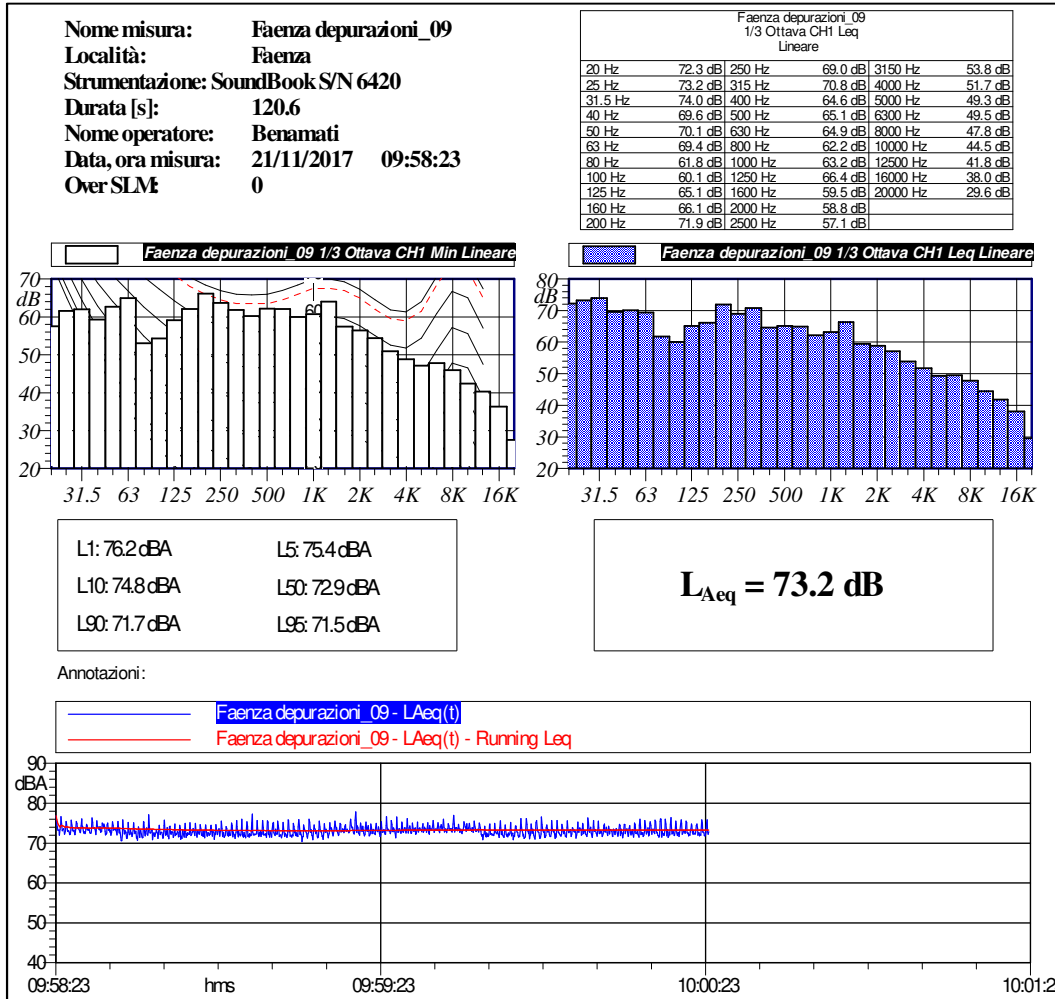 Nome misura: Faenza depurazioni_09
Località: Faenza
Strumentazione: SoundBook S/N 6420
Durata [s]: 120.6
Nome operatore: Benamati
Data, ora misura: 21/11/2017 09:58:23
Over SLM: 0
Faenza depurazioni_09
1/3 Ottava CH1 Leq
Lineare
20 Hz 72.3 dB 250 Hz 69.0 dB 3150 Hz 53.8 dB
25 Hz 73.2 dB 315 Hz 70.8 dB 4000 Hz 51.7 dB
31.5 Hz 74.0 dB 400 Hz 64.6 dB 5000 Hz 49.3 dB
40 Hz 69.6 dB 500 Hz 65.1 dB 6300 Hz 49.5 dB
50 Hz 70.1 dB 630 Hz 64.9 dB 8000 Hz 47.8 dB
63 Hz 69.4 dB 800 Hz 62.2 dB 10000 Hz 44.5 dB
80 Hz 61.8 dB 1000 Hz 63.2 dB 12500 Hz 41.8 dB
100 Hz 60.1 dB 1250 Hz 66.4 dB 16000 Hz 38.0 dB
125 Hz 65.1 dB 1600 Hz 59.5 dB 20000 Hz 29.6 dB
160 Hz 66.1 dB 2000 Hz 58.8 dB
200 Hz 71.9 dB 2500 Hz 57.1 dB
Faenza depurazioni_09 1/3 Ottava CH1 Min Lineare
70
dB
60
50
40
30
20
31.5 63 125 250 500 1K 2K 4K 8K 16K
Faenza depurazioni_09 1/3 Ottava CH1 Leq Lineare
80
dB
70
60
50
40
30
20
31.5 63 125 250 500 1K 2K 4K 8K 16K
L1: 76.2 dBA L5: 75.4 dBA
L10: 74.8 dBA L50: 72.9 dBA
L90: 71.7 dBA L95: 71.5 dBA
LAeq = 73.2 dB
Annotazioni:
Faenza depurazioni_09 - LAeq(t)
Faenza depurazioni_09 - LAeq(t) - Running Leq
90
dBA
80
70
60
50
40
09:58:23 hms 09:59:23 10:00:23 10:01:2